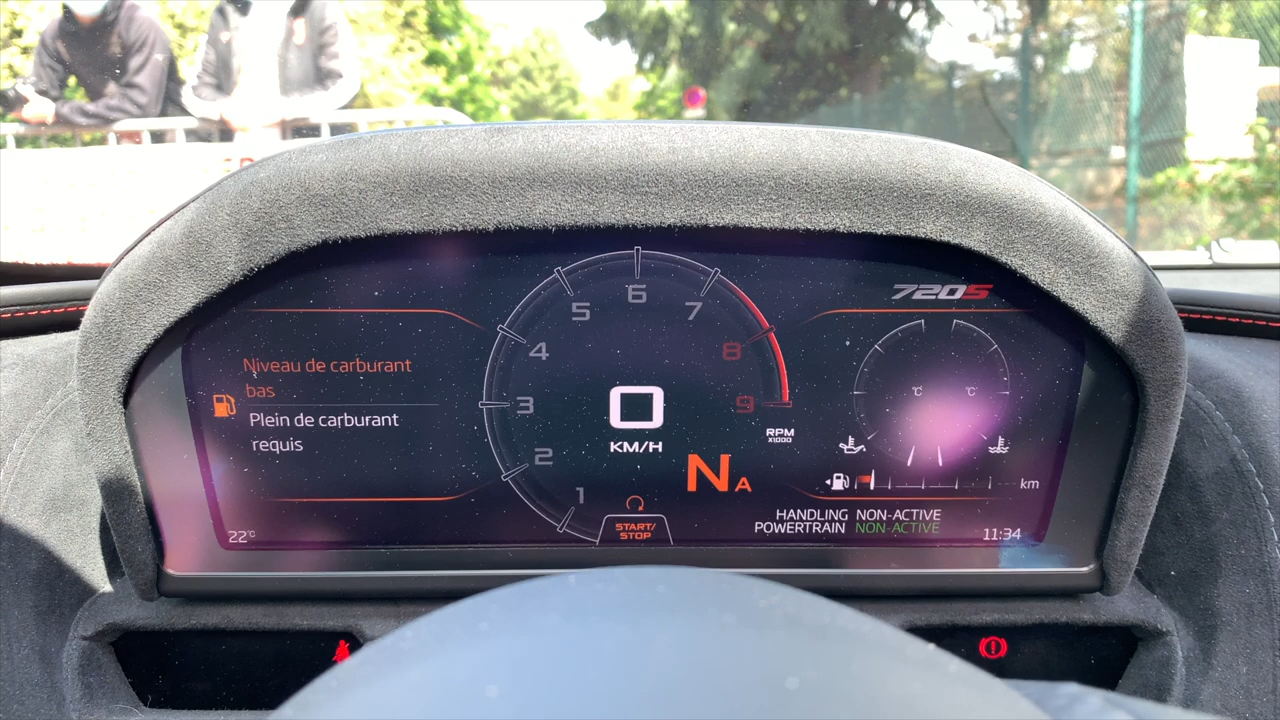 720S
Niveau de carburant
bas
Plein de carburant
requis
1
2
3
4
5
6
7
8
9
0
KM/H
RPM
X1000
N A
START/
STOP
°C
°C
km
HANDLING NON-ACTIVE
POWERTRAIN NON-ACTIVE
22°C
11:34